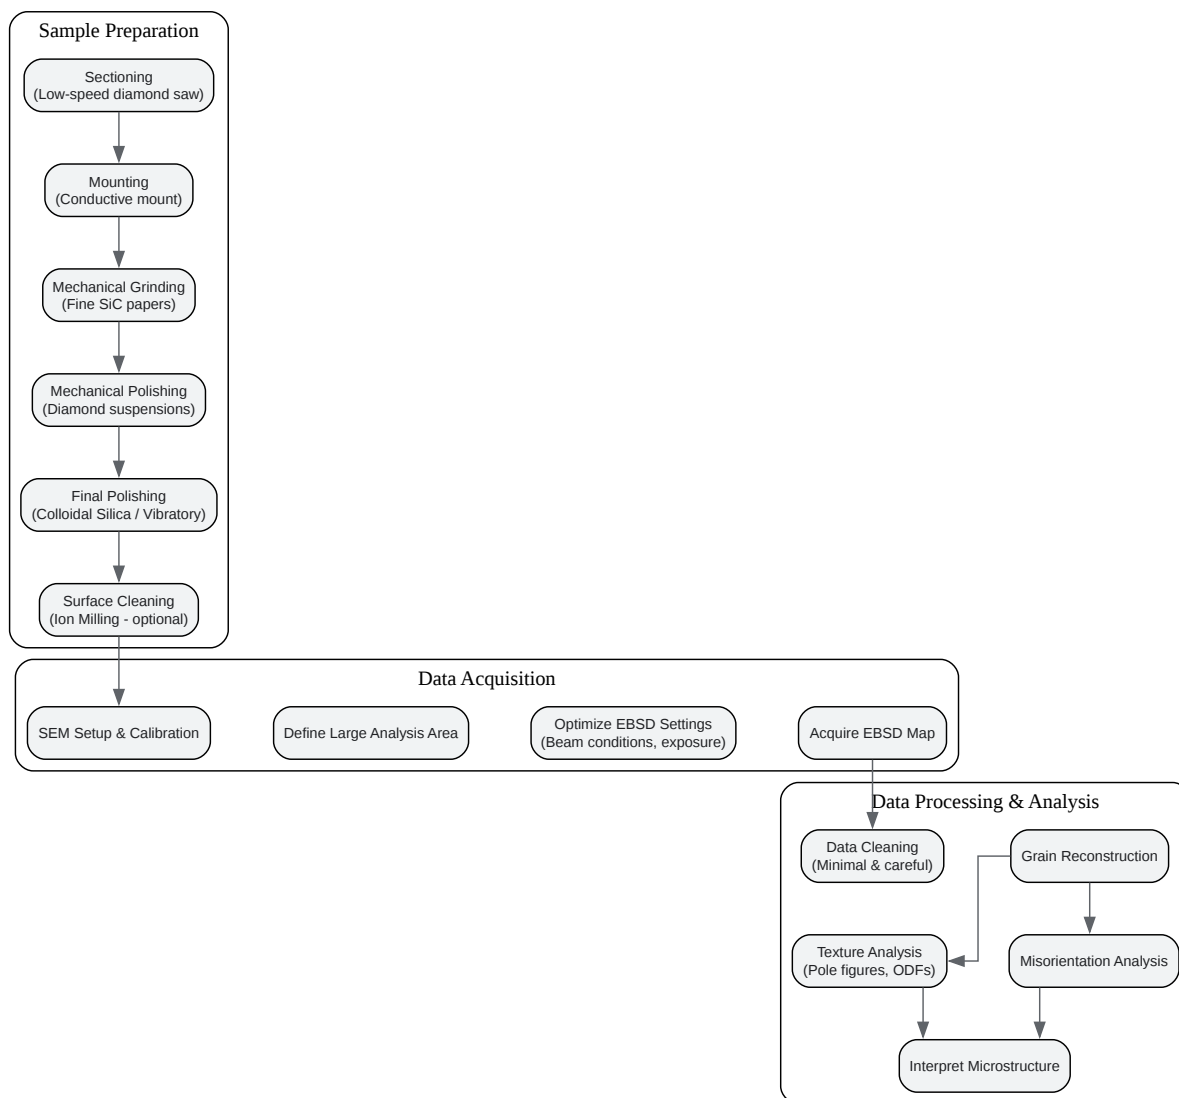 Sample Preparation
Sectioning
(Low-speed diamond saw)
Mounting
(Conductive mount)
Mechanical Grinding
(Fine SiC papers)
Mechanical Polishing
(Diamond suspensions)
Final Polishing
(Colloidal Silica / Vibratory)
Surface Cleaning
(Ion Milling - optional)
Data Acquisition
SEM Setup & Calibration
Define Large Analysis Area
Optimize EBSD Settings
(Beam conditions, exposure)
Acquire EBSD Map
Data Processing & Analysis
Data Cleaning
(Minimal & careful)
Grain Reconstruction
Texture Analysis
(Pole figures, ODFs)
Misorientation Analysis
Interpret Microstructure